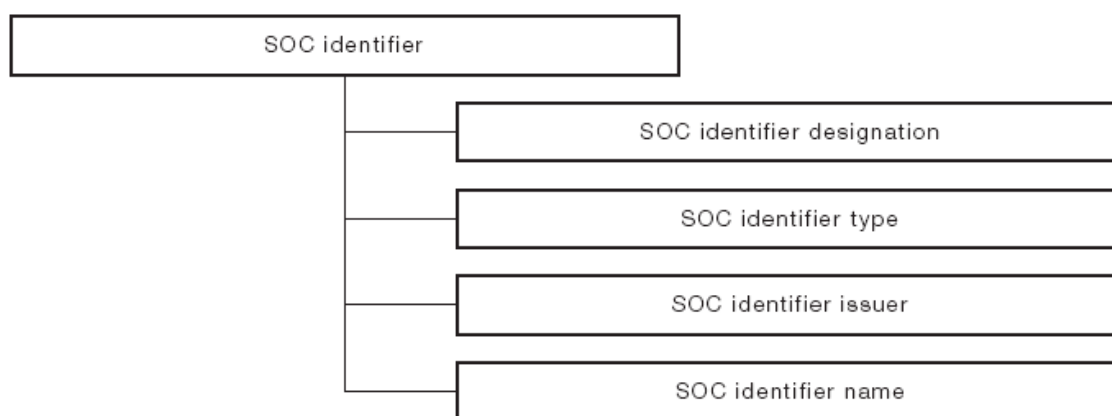 SOC identifier
SOC identifier designation
SOC identifier type
SOC identifier issuer
SOC identifier name